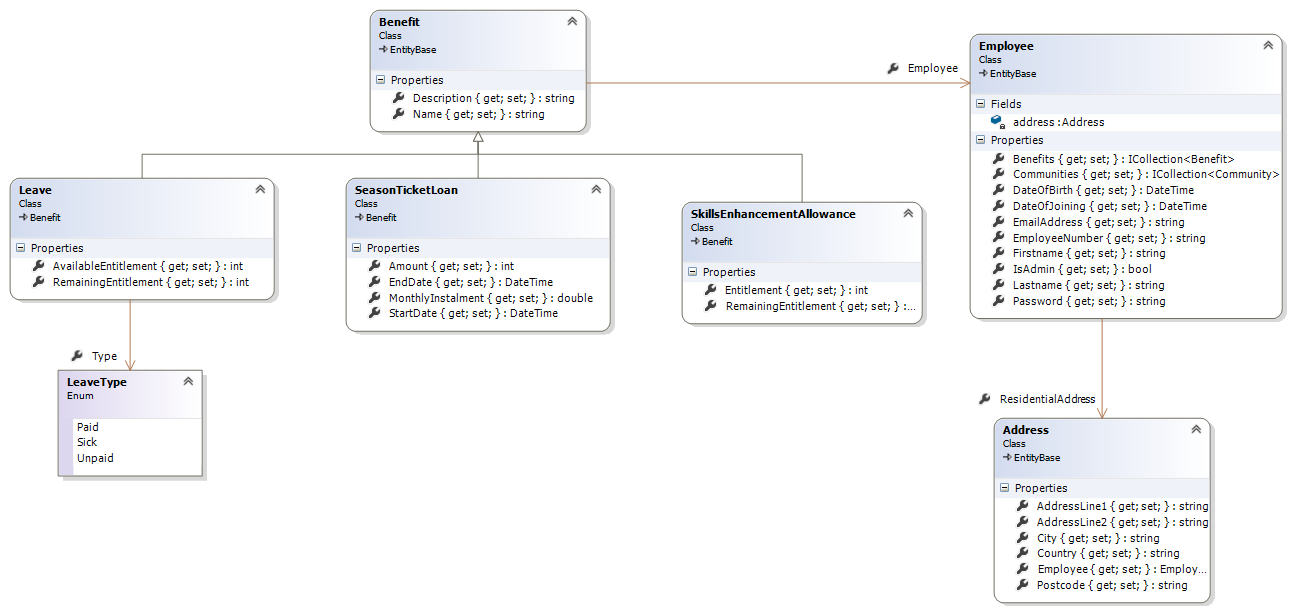 Benefit
Class
EntityBase
Properties
Description { get; set; } : string
Name { get; set; } : string
Employee
Employee
Class
EntityBase
Fields
address : Address
Properties
Benefits { get; set; } : ICollection<Benefit>
Communities { get; set; } : ICollection<Community>
DateOfBirth { get; set; } : DateTime
DateOfJoining { get; set; } : DateTime
EmailAddress { get; set; } : string
EmployeeNumber { get; set; } : string
Firstname { get; set; } : string
IsAdmin { get; set; } : bool
Lastname { get; set; } : string
Password { get; set; } : string
Leave
Class
Benefit
Properties
AvailableEntitlement { get; set; } : int
RemainingEntitlement { get; set; } : int
SeasonTicketLoan
Class
Benefit
Properties
Amount { get; set; } : int
EndDate { get; set; } : DateTime
MonthlyInstalment { get; set; } : double
StartDate { get; set; } : DateTime
SkillsEnhancementAllowance
Class
Benefit
Properties
Entitlement { get; set; } : int
RemainingEntitlement { get; set; } :...
Type
LeaveType
Enum
Paid
Sick
Unpaid
ResidentialAddress
Address
Class
EntityBase
Properties
AddressLine1 { get; set; } : string
AddressLine2 { get; set; } : string
City { get; set; } : string
Country { get; set; } : string
Employee { get; set; } : Employ...
Postcode { get; set; } : string